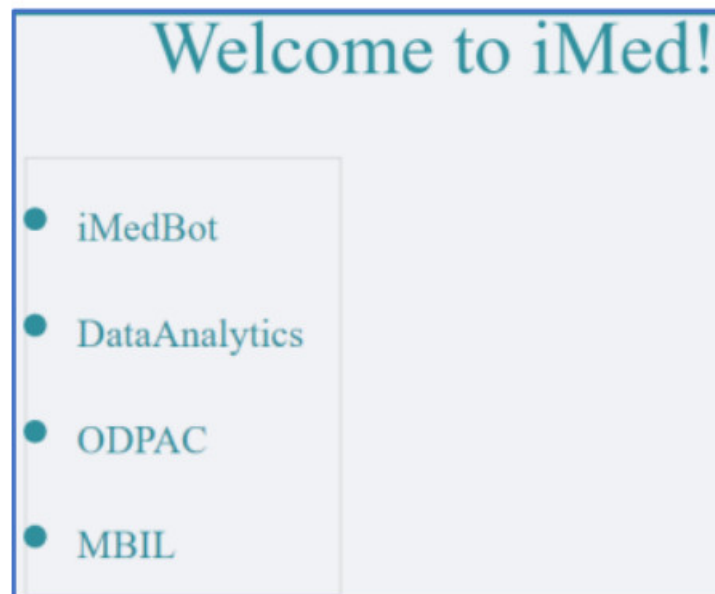 Welcome to iMed!
iMedBot
DataAnalytics
ODPAC
MBIL